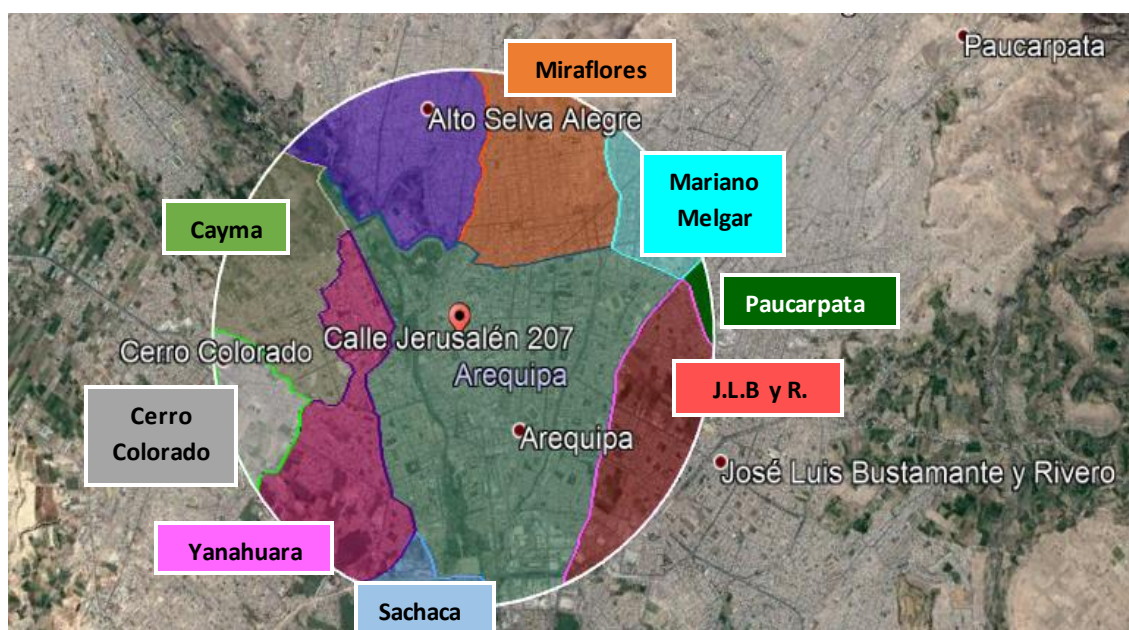 Paucarpata
Miraflores
Alto Selva Alegre
Mariano
Melgar
Cayma
Paucarpata
Calle Jerusalén 207
Cerro Colorado
Arequipa
J.L.B y R.
Cerro
Colorado
Arequipa
José Luis Bustamante y Rivero
Yanahuara
Sachaca